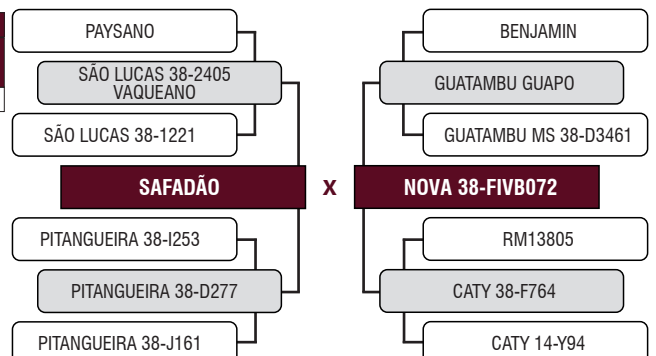 PAYSANO
SÃO LUCAS 38-2405
VAQUEANO
SÃO LUCAS 38-1221
SAFADÃO
PITANGUEIRA 38-I253
PITANGUEIRA 38-D277
PITANGUEIRA 38-J161
X
BENJAMIN
GUATAMBU GUAPO
GUATAMBU MS 38-D3461
NOVA 38-FIVB072
RM13805
CATY 38-F764
CATY 14-Y94